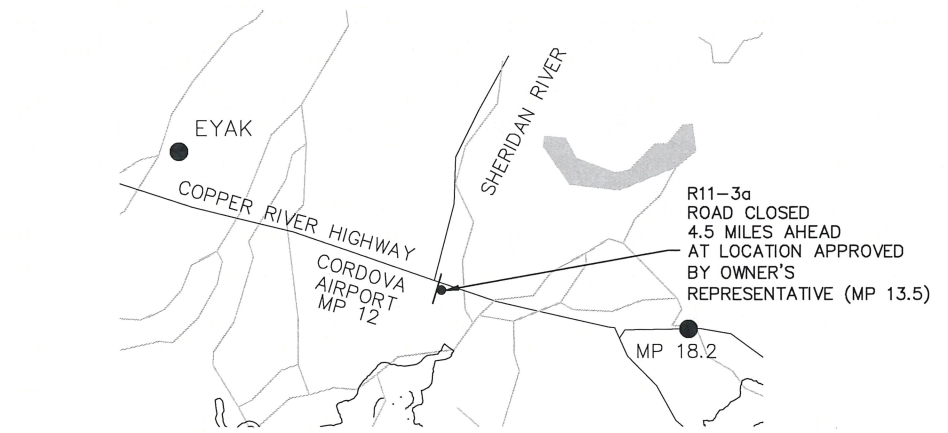 EYAK
COPPER RIVER HIGHWAY
SHERIDAN RIVER
CORDOVA
AIRPORT
MP 12
R11-3a
ROAD CLOSED
4.5 MILES AHEAD
AT LOCATION APPROVED
BY OWNER'S
REPRESENTATIVE (MP 13.5)
MP 18.2